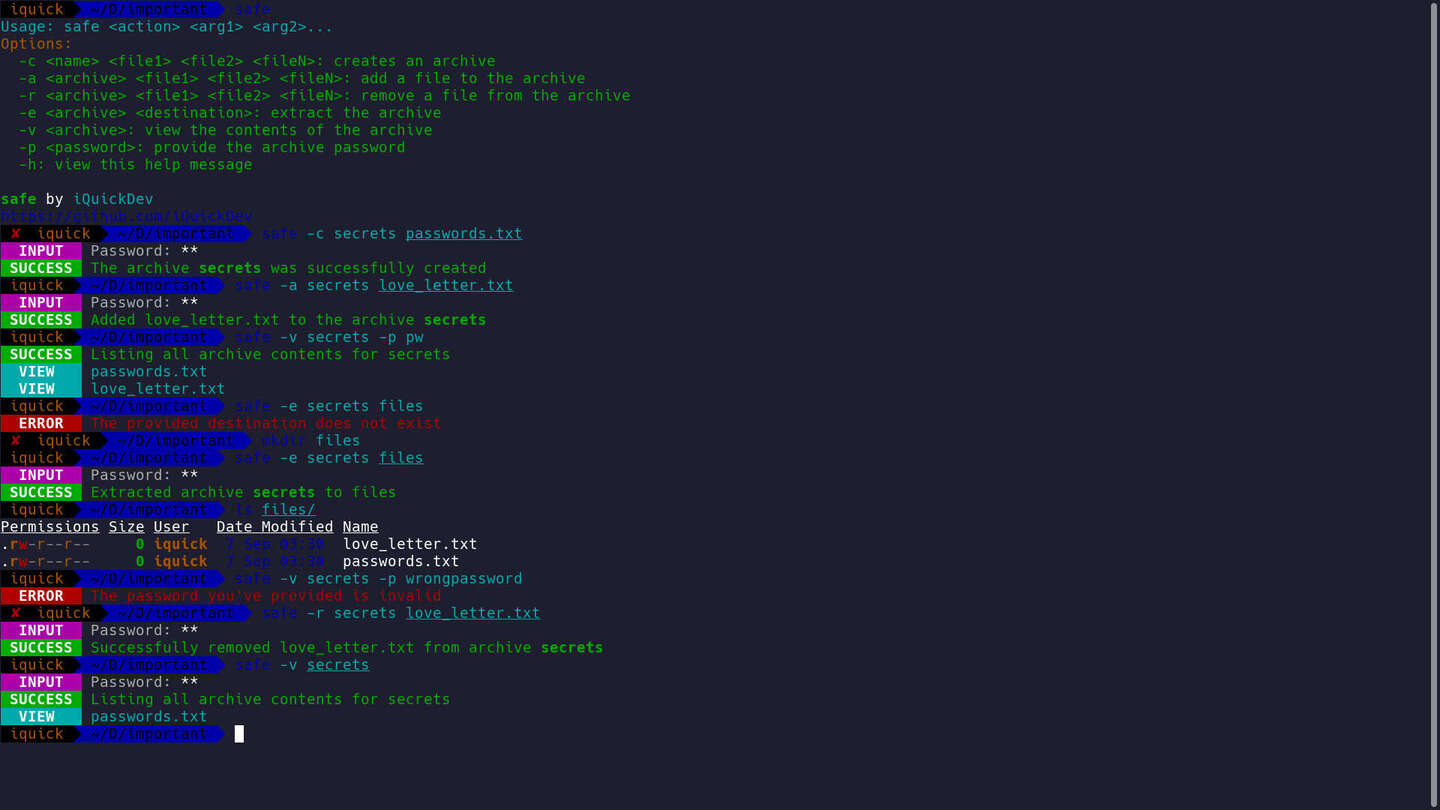 iquick ~/D/important safe
Usage: safe <action> <arg1> <arg2>...
Options:
-c <name> <file1> <file2> <fileN>: creates an archive
-a <archive> <file1> <file2> <fileN>: add a file to the archive
-r <archive> <file1> <file2> <fileN>: remove a file from the archive
-e <archive> <destination>: extract the archive
-v <archive>: view the contents of the archive
-p <password>: provide the archive password
-h: view this help message
safe by iQuickDev
https://github.com/iQuickDev
✘ iquick ~/D/important safe -c secrets passwords.txt
INPUT Password: **
SUCCESS The archive secrets was successfully created
iquick ~/D/important safe -a secrets love_letter.txt
INPUT Password: **
SUCCESS Added love_letter.txt to the archive secrets
iquick ~/D/important safe -v secrets -p pw
SUCCESS Listing all archive contents for secrets
VIEW passwords.txt
VIEW love_letter.txt
iquick ~/D/important safe -e secrets files
ERROR The provided destination does not exist
✘ iquick ~/D/important mkdir files
iquick ~/D/important safe -e secrets files
INPUT Password: **
SUCCESS Extracted archive secrets to files
iquick ~/D/important ls files/
Permissions Size User Date Modified Name
.rw-r--r-- 0 iquick 7 Sep 03:30 love_letter.txt
.rw-r--r-- 0 iquick 7 Sep 03:30 passwords.txt
iquick ~/D/important safe -v secrets -p wrongpassword
ERROR The password you've provided is invalid
✘ iquick ~/D/important safe -r secrets love_letter.txt
INPUT Password: **
SUCCESS Successfully removed love_letter.txt from archive secrets
iquick ~/D/important safe -v secrets
INPUT Password: **
SUCCESS Listing all archive contents for secrets
VIEW passwords.txt
iquick ~/D/important